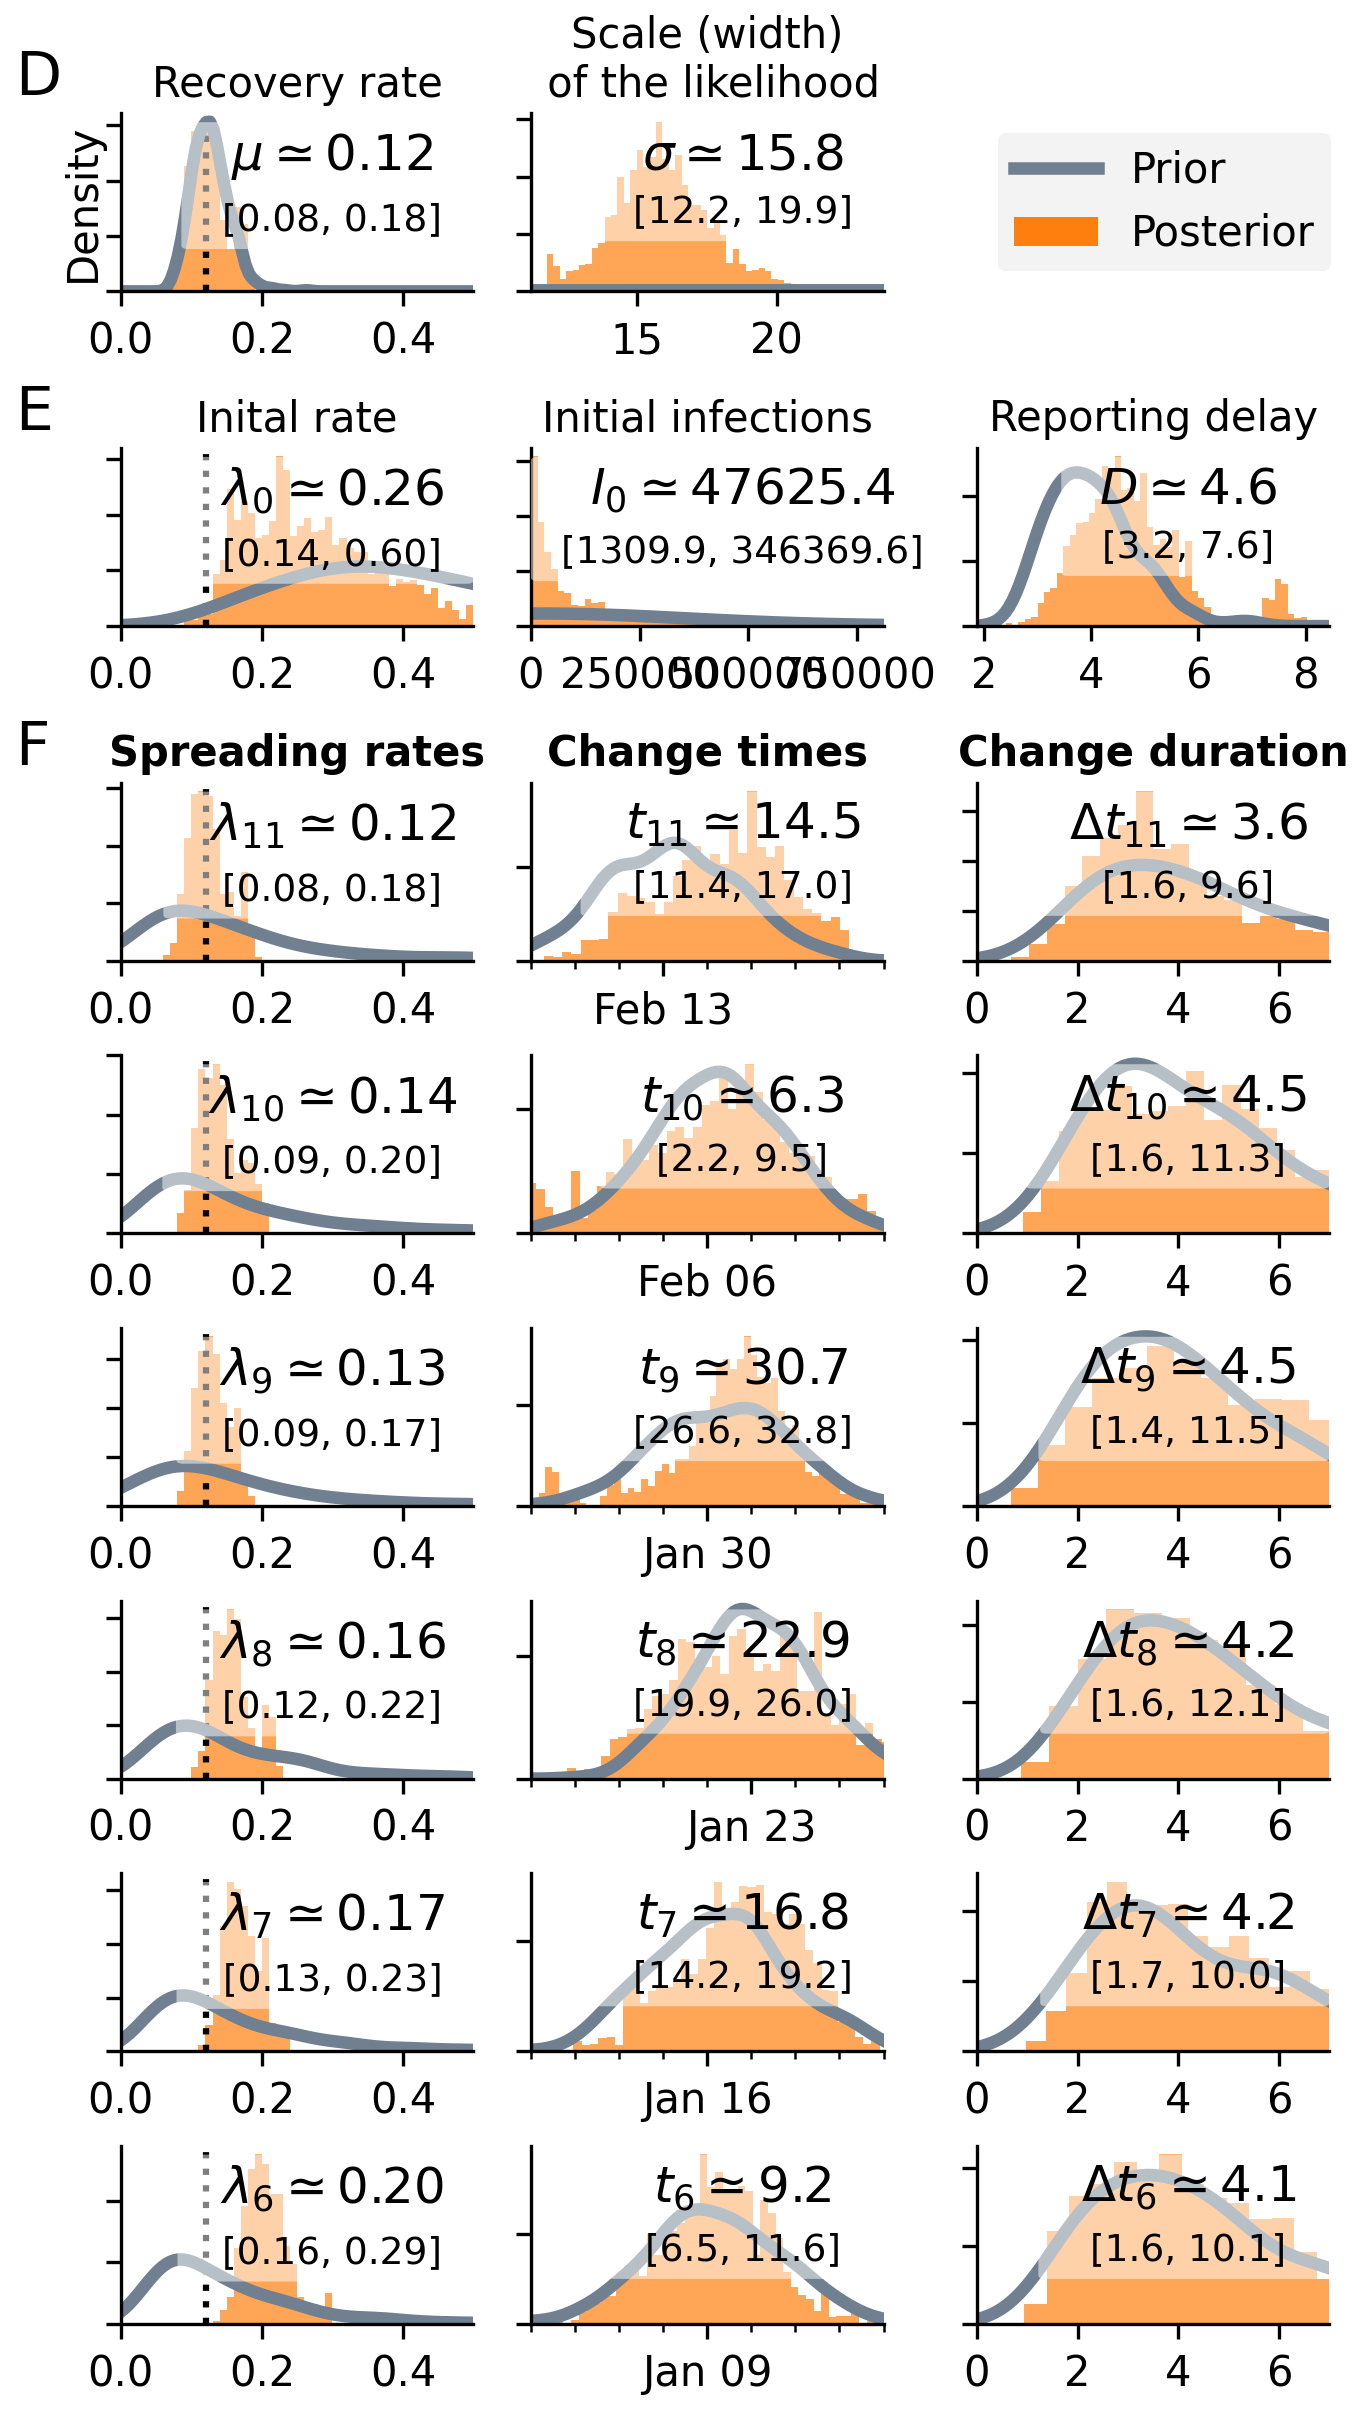 D
Recovery rate
Scale (width)
of the likelihood
Density
μ ≃ 0.12
[0.08, 0.18]
0.0 0.2 0.4
σ ≃ 15.8
[12.2, 19.9]
15 20
Prior
Posterior
E
Inital rate
Initial infections
Reporting delay
λ₀ ≃ 0.26
[0.14, 0.60]
0.0 0.2 0.4
I₀ ≃ 47625.4
[1309.9, 346369.6]
0 250000 500000 750000
D ≃ 4.6
[3.2, 7.6]
2 4 6 8
F
Spreading rates
Change times
Change duration
λ₁₁ ≃ 0.12
[0.08, 0.18]
0.0 0.2 0.4
t₁₁ ≃ 14.5
[11.4, 17.0]
Feb 13
Δt₁₁ ≃ 3.6
[1.6, 9.6]
0 2 4 6
λ₁₀ ≃ 0.14
[0.09, 0.20]
0.0 0.2 0.4
t₁₀ ≃ 6.3
[2.2, 9.5]
Feb 06
Δt₁₀ ≃ 4.5
[1.6, 11.3]
0 2 4 6
λ₉ ≃ 0.13
[0.09, 0.17]
0.0 0.2 0.4
t₉ ≃ 30.7
[26.6, 32.8]
Jan 30
Δt₉ ≃ 4.5
[1.4, 11.5]
0 2 4 6
λ₈ ≃ 0.16
[0.12, 0.22]
0.0 0.2 0.4
t₈ ≃ 22.9
[19.9, 26.0]
Jan 23
Δt₈ ≃ 4.2
[1.6, 12.1]
0 2 4 6
λ₇ ≃ 0.17
[0.13, 0.23]
0.0 0.2 0.4
t₇ ≃ 16.8
[14.2, 19.2]
Jan 16
Δt₇ ≃ 4.2
[1.7, 10.0]
0 2 4 6
λ₆ ≃ 0.20
[0.16, 0.29]
0.0 0.2 0.4
t₆ ≃ 9.2
[6.5, 11.6]
Jan 09
Δt₆ ≃ 4.1
[1.6, 10.1]
0 2 4 6